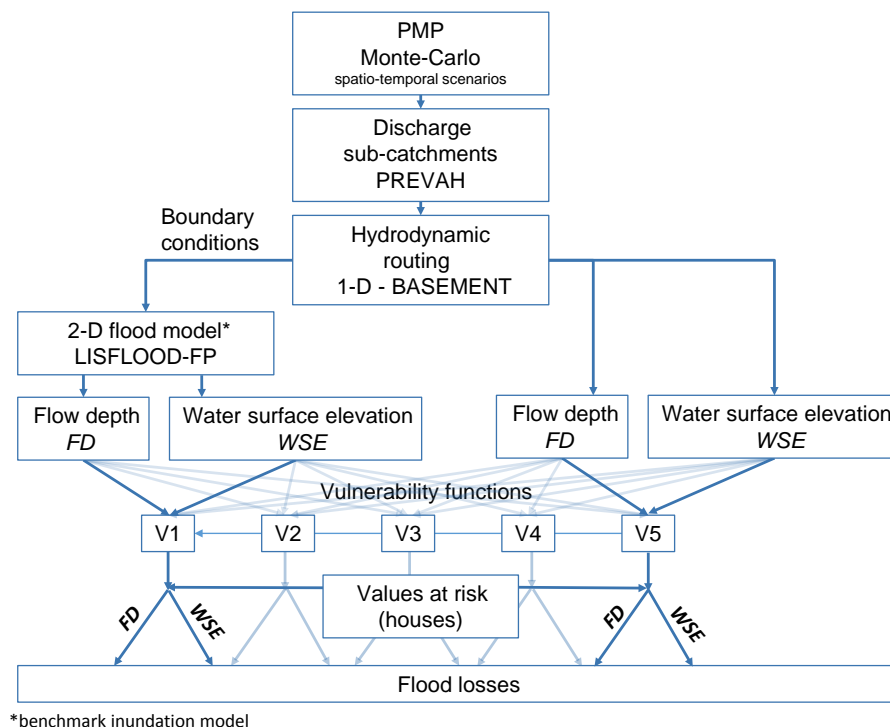 PMP
Monte-Carlo
spatio-temporal scenarios
Discharge
sub-catchments
PREVAH
Boundary
conditions
Hydrodynamic
routing
1-D - BASEMENT
2-D flood model*
LISFLOOD-FP
Flow depth
FD
Water surface elevation
WSE
Flow depth
FD
Water surface elevation
WSE
Vulnerability functions
V1
V2
V3
V4
V5
Values at risk
(houses)
FD
WSE
FD
WSE
Flood losses
*benchmark inundation model